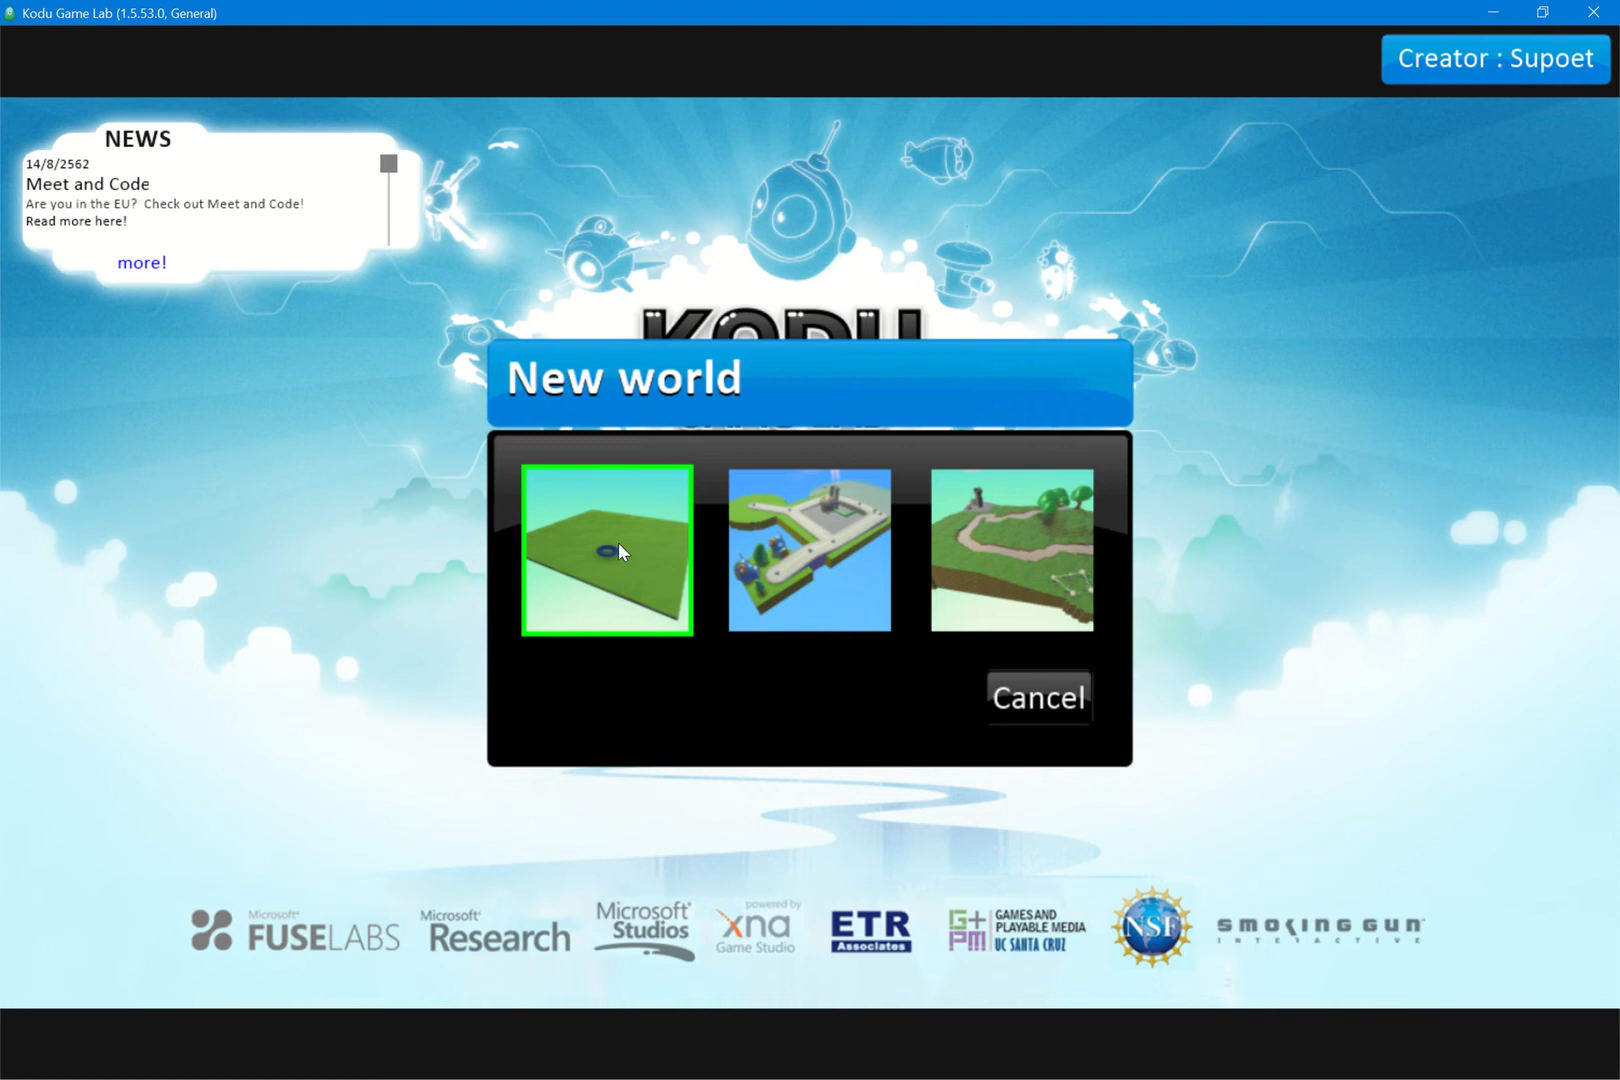 Kodu Game Lab (1.5.53.0, General)
Creator : Supoet
NEWS
14/8/2562
Meet and Code
Are you in the EU?  Check out Meet and Code!
Read more here!
more!
KODU
New world
Cancel
Microsoft®
FUSELABS
Microsoft®
Research
Microsoft®
Studios
powered by
xna
Game Studio
ETR
Associates
G+
PM
GAMES AND
PLAYABLE MEDIA
UC SANTA CRUZ
NSF
SMOKING GUN
INTERACTIVE